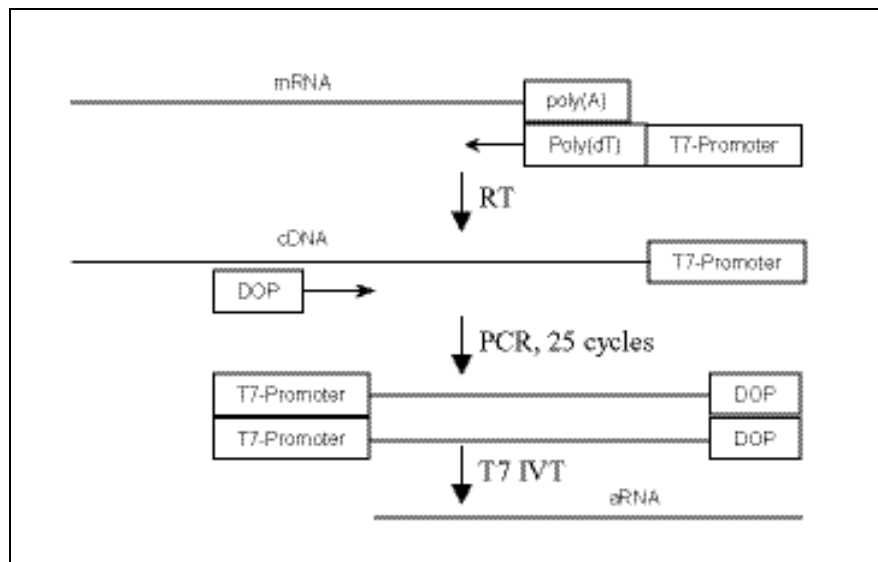 mRNA
poly(A)
Poly(dT) T7-Promoter
RT
cDNA
T7-Promoter
DOP
PCR, 25 cycles
T7-Promoter DOP
T7-Promoter DOP
T7 IVT
aRNA